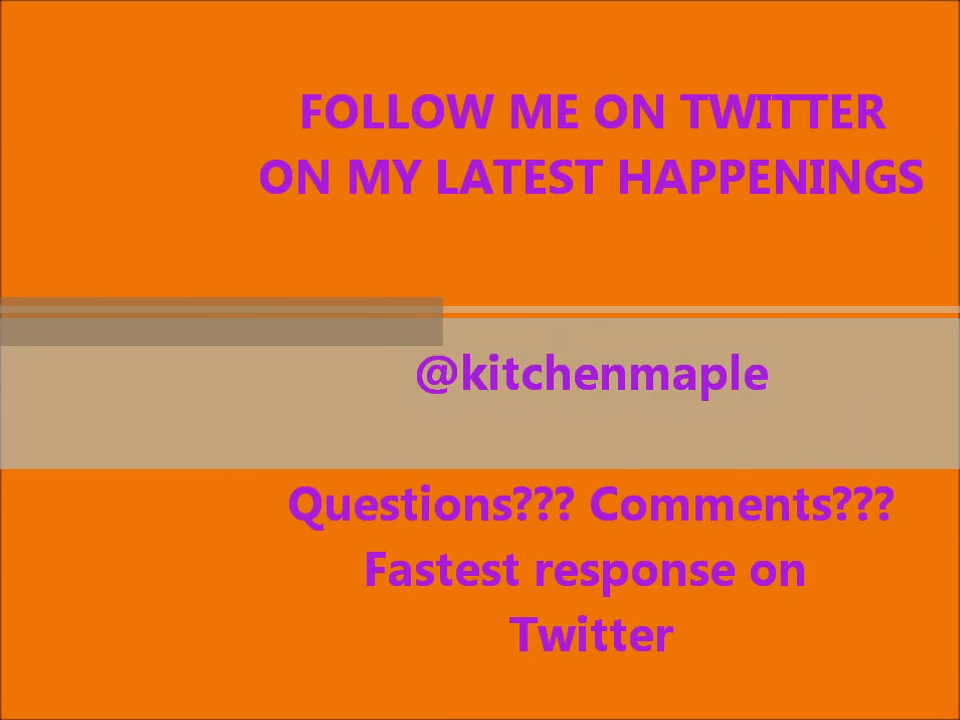 FOLLOW ME ON TWITTER
ON MY LATEST HAPPENINGS
@kitchenmaple
Questions??? Comments???
Fastest response on
Twitter